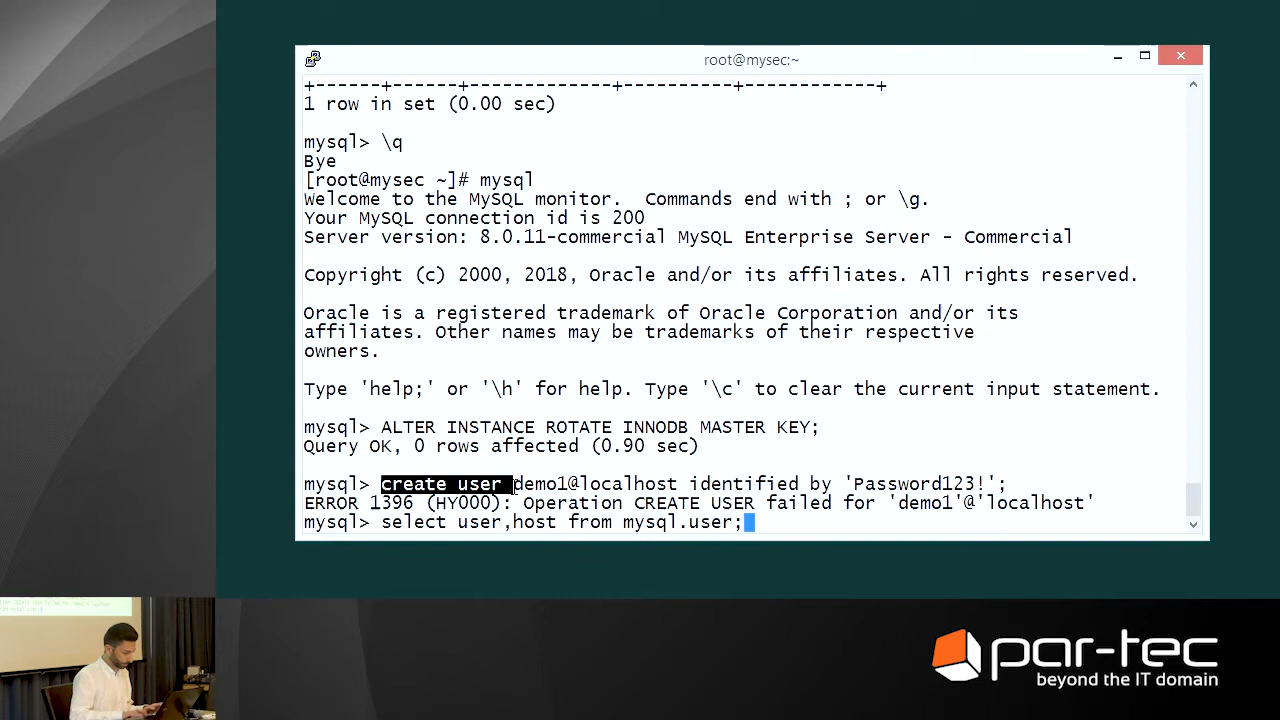 root@mysec:~
+------+------+-------------+----------+------------+
1 row in set (0.00 sec)
mysql> \q
Bye
[root@mysec ~]# mysql
Welcome to the MySQL monitor.  Commands end with ; or \g.
Your MySQL connection id is 200
Server version: 8.0.11-commercial MySQL Enterprise Server - Commercial
Copyright (c) 2000, 2018, Oracle and/or its affiliates. All rights reserved.
Oracle is a registered trademark of Oracle Corporation and/or its
affiliates. Other names may be trademarks of their respective
owners.
Type 'help;' or '\h' for help. Type '\c' to clear the current input statement.
mysql> ALTER INSTANCE ROTATE INNODB MASTER KEY;
Query OK, 0 rows affected (0.90 sec)
mysql> create user demo1@localhost identified by 'Password123!';
ERROR 1396 (HY000): Operation CREATE USER failed for 'demo1'@'localhost'
mysql> select user,host from mysql.user;
par-tec
beyond the IT domain